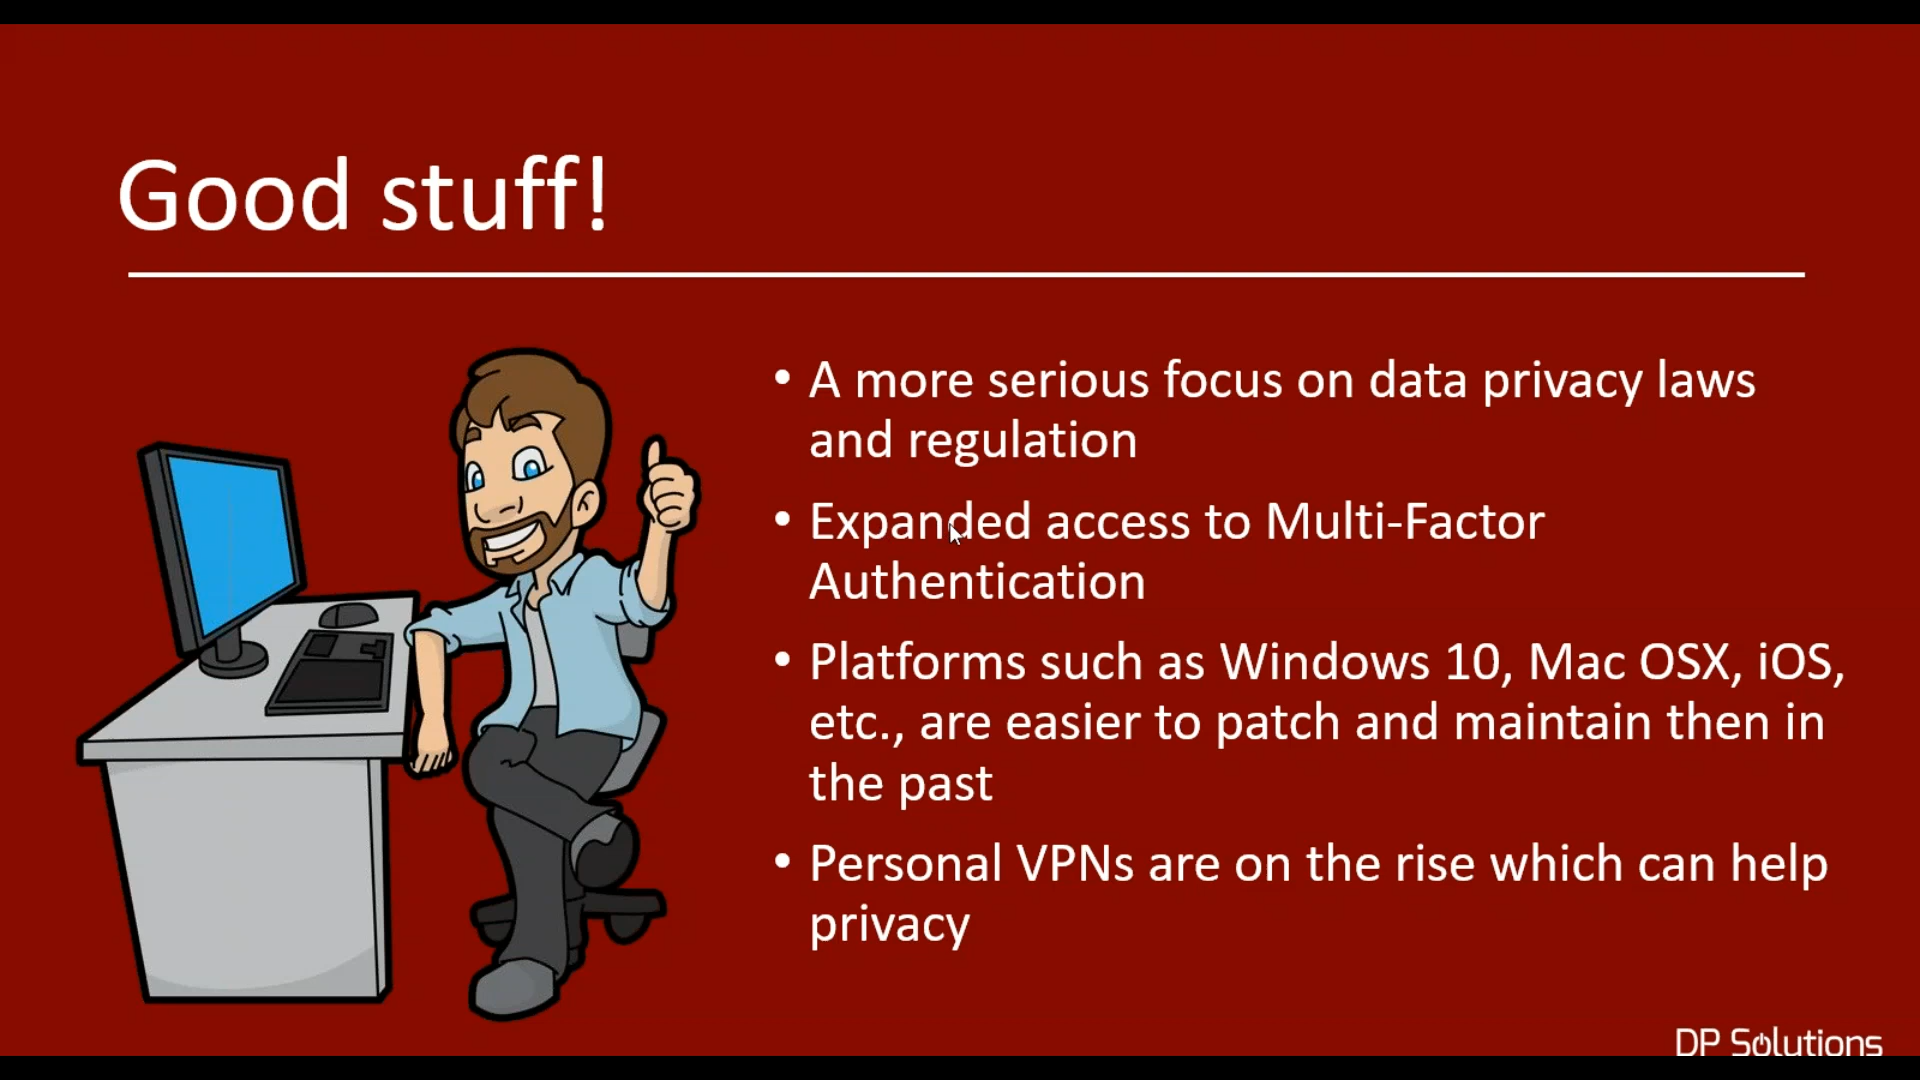 Good stuff!
• A more serious focus on data privacy laws
and regulation
• Expanded access to Multi-Factor
Authentication
• Platforms such as Windows 10, Mac OSX, iOS,
etc., are easier to patch and maintain then in
the past
• Personal VPNs are on the rise which can help
privacy
DP Solutions